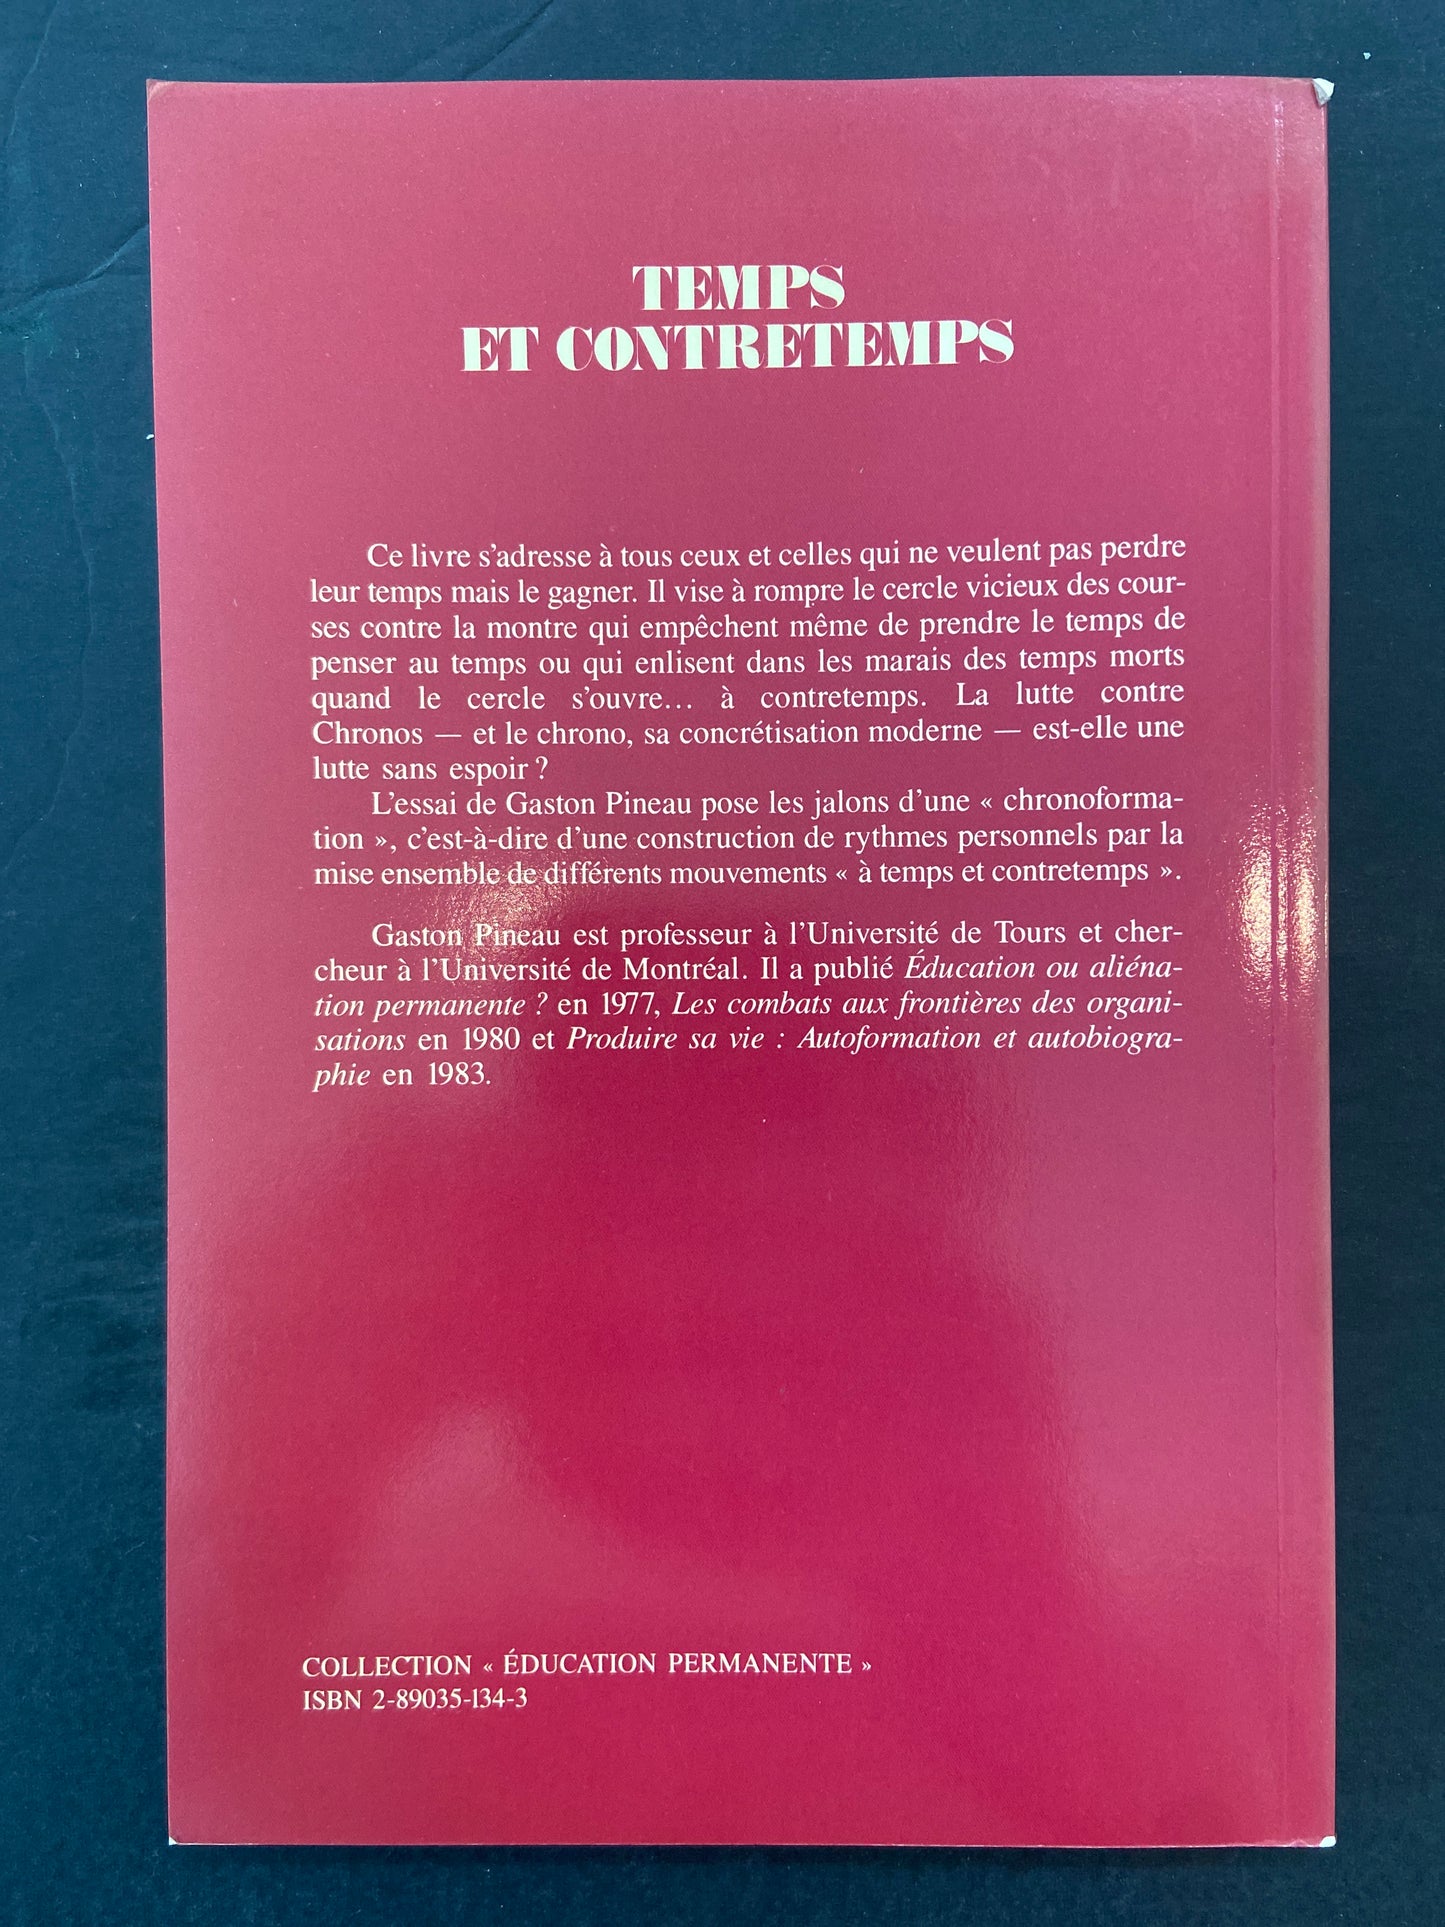 TEMPS
ET CONTRETEMPS
Ce livre s'adresse à tous ceux et celles qui ne veulent pas perdre
leur temps mais le gagner. Il vise à rompre le cercle vicieux des cour-
ses contre la montre qui empêchent même de prendre le temps de
penser au temps ou qui enlisent dans les marais des temps morts
quand le cercle s'ouvre... à contretemps. La lutte contre
Chronos — et le chrono, sa concrétisation moderne — est-elle une
lutte sans espoir ?
L'essai de Gaston Pineau pose les jalons d'une « chronoforma-
tion », c'est-à-dire d'une construction de rythmes personnels par la
mise ensemble de différents mouvements « à temps et contretemps ».
Gaston Pineau est professeur à l'Université de Tours et cher-
cheur à l'Université de Montréal. Il a publié Éducation ou aliéna-
tion permanente ? en 1977, Les combats aux frontières des organi-
sations en 1980 et Produire sa vie : Autoformation et autobiogra-
phie en 1983.
COLLECTION « ÉDUCATION PERMANENTE »
ISBN 2-89035-134-3